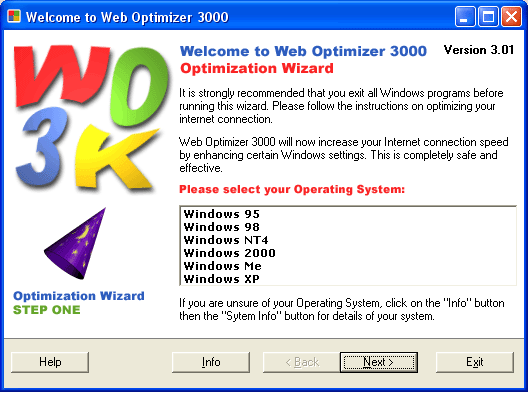 Welcome to Web Optimizer 3000
WO
3K
Welcome to Web Optimizer 3000 Version 3.01
Optimization Wizard
It is strongly recommended that you exit all Windows programs before
running this wizard. Please follow the instructions on optimizing your
internet connection.
Web Optimizer 3000 will now increase your Internet connection speed
by enhancing certain Windows settings. This is completely safe and
effective.
Please select your Operating System:
Windows 95
Windows 98
Windows NT4
Windows 2000
Windows Me
Windows XP
Optimization Wizard
STEP ONE
If you are unsure of your Operating System, click on the "Info" button
then the "Sytem Info" button for details of your system.
Help Info < Back Next > Exit